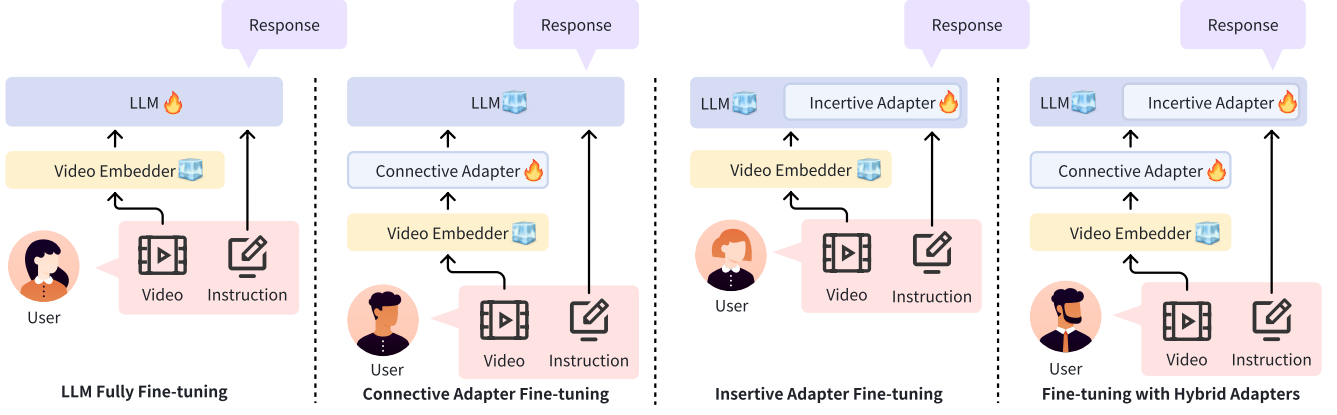 Response
LLM
Video Embedder
Video
Instruction
User
LLM Fully Fine-tuning
Response
LLM
Connective Adapter
Video Embedder
Video
Instruction
User
Connective Adapter Fine-tuning
Response
LLM
Incertive Adapter
Video Embedder
Video
Instruction
User
Insertive Adapter Fine-tuning
Response
LLM
Incertive Adapter
Connective Adapter
Video Embedder
Video
Instruction
User
Fine-tuning with Hybrid Adapters